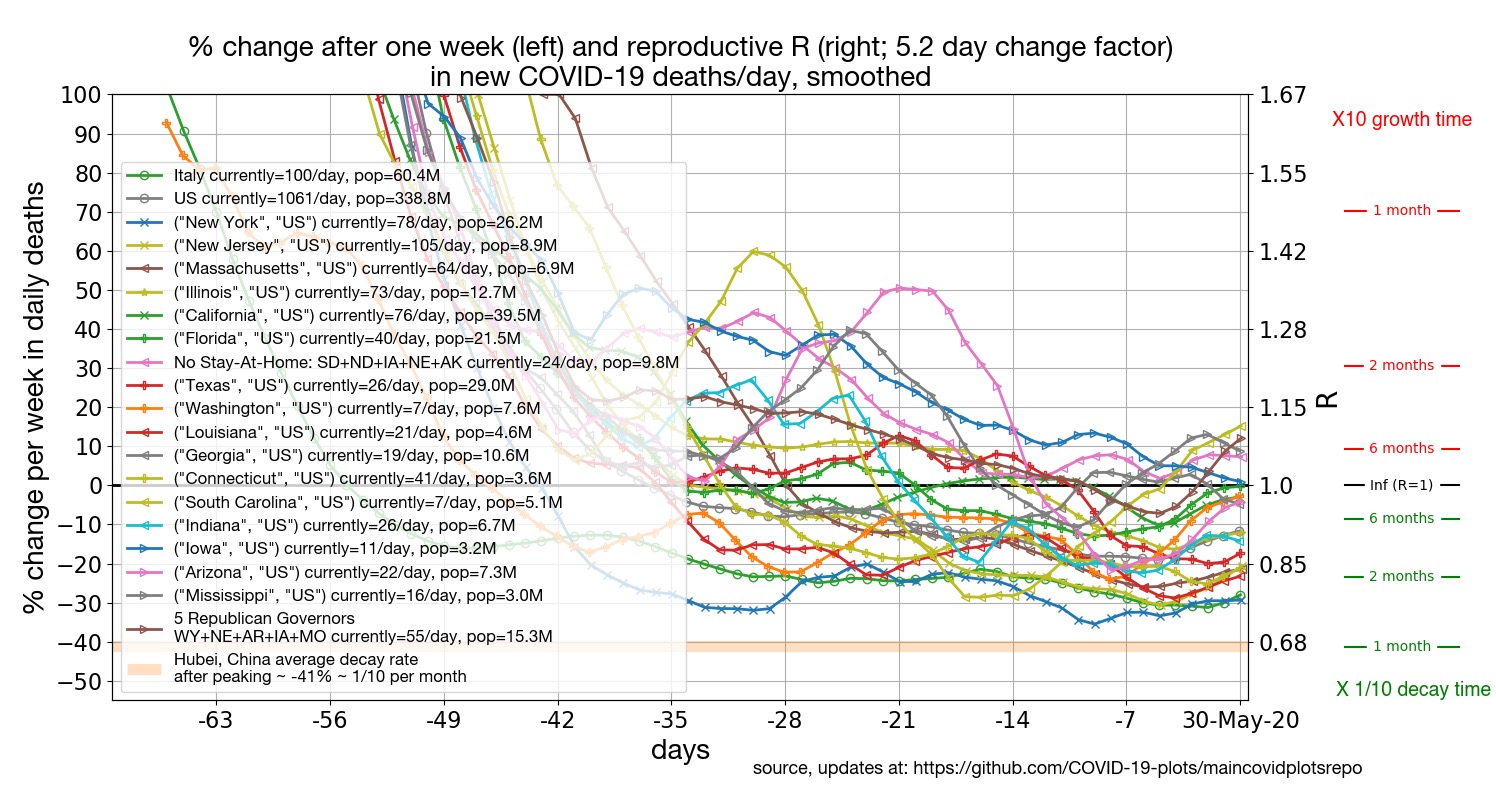 % change after one week (left) and reproductive R (right; 5.2 day change factor)
in new COVID-19 deaths/day, smoothed
% change per week in daily deaths
100
90
80
70
60
50
40
30
20
10
0
−10
−20
−30
−40
−50
Italy currently=100/day, pop=60.4M
US currently=1061/day, pop=338.8M
("New York", "US") currently=78/day, pop=26.2M
("New Jersey", "US") currently=105/day, pop=8.9M
("Massachusetts", "US") currently=64/day, pop=6.9M
("Illinois", "US") currently=73/day, pop=12.7M
("California", "US") currently=76/day, pop=39.5M
("Florida", "US") currently=40/day, pop=21.5M
No Stay-At-Home: SD+ND+IA+NE+AK currently=24/day, pop=9.8M
("Texas", "US") currently=26/day, pop=29.0M
("Washington", "US") currently=7/day, pop=7.6M
("Louisiana", "US") currently=21/day, pop=4.6M
("Georgia", "US") currently=19/day, pop=10.6M
("Connecticut", "US") currently=41/day, pop=3.6M
("South Carolina", "US") currently=7/day, pop=5.1M
("Indiana", "US") currently=26/day, pop=6.7M
("Iowa", "US") currently=11/day, pop=3.2M
("Arizona", "US") currently=22/day, pop=7.3M
("Mississippi", "US") currently=16/day, pop=3.0M
5 Republican Governors
WY+NE+AR+IA+MO currently=55/day, pop=15.3M
Hubei, China average decay rate
after peaking ~ -41% ~ 1/10 per month
1.67
1.55
1.42
1.28
1.15
1.0
0.85
0.68
R
X10 growth time
1 month
2 months
6 months
Inf (R=1)
6 months
2 months
1 month
X 1/10 decay time
-63 -56 -49 -42 -35 -28 -21 -14 -7 30-May-20
days
source, updates at: https://github.com/COVID-19-plots/maincovidplotsrepo